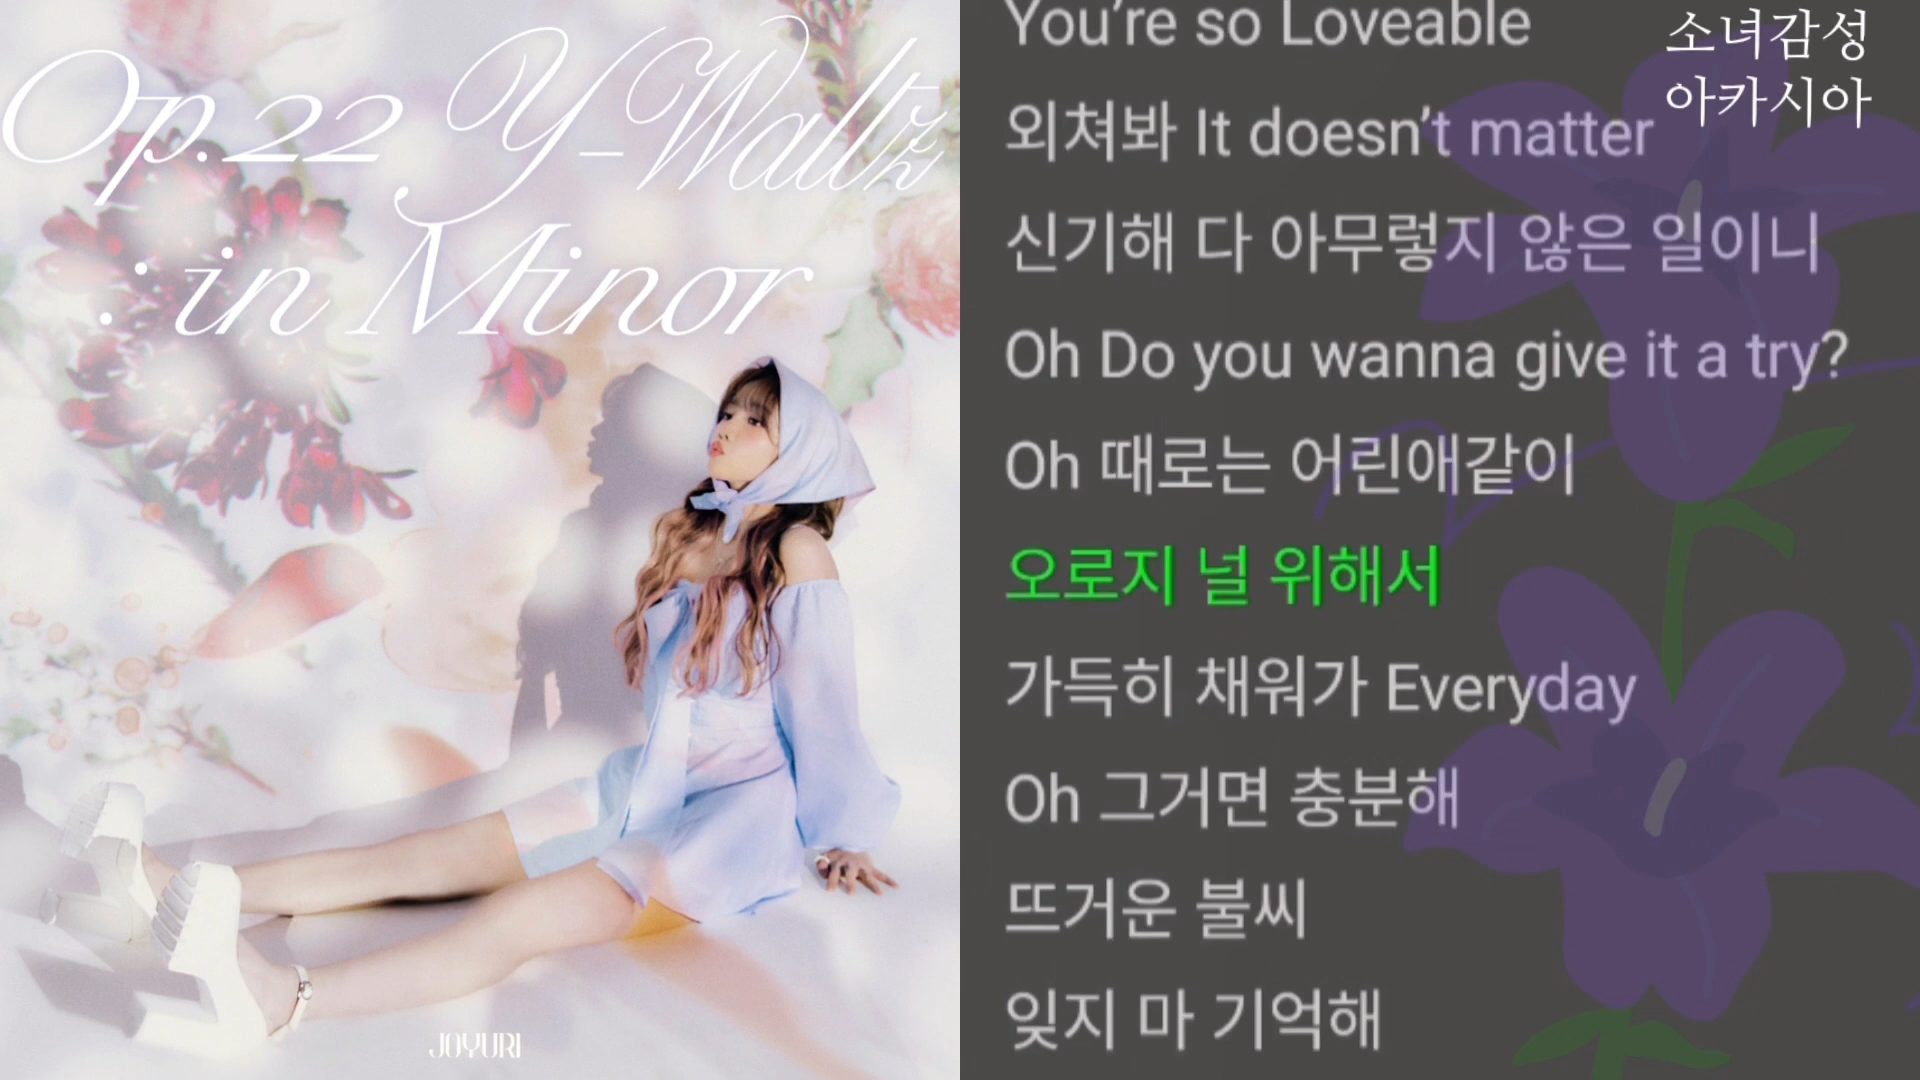 Op.22 Y-Waltz
: in Minor
JOYURI
소녀감성
아카시아
You're so Loveable
외쳐봐 It doesn't matter
신기해 다 아무렇지 않은 일이니
Oh Do you wanna give it a try?
Oh 때로는 어린애같이
오로지 널 위해서
가득히 채워가 Everyday
Oh 그거면 충분해
뜨거운 불씨
잊지 마 기억해